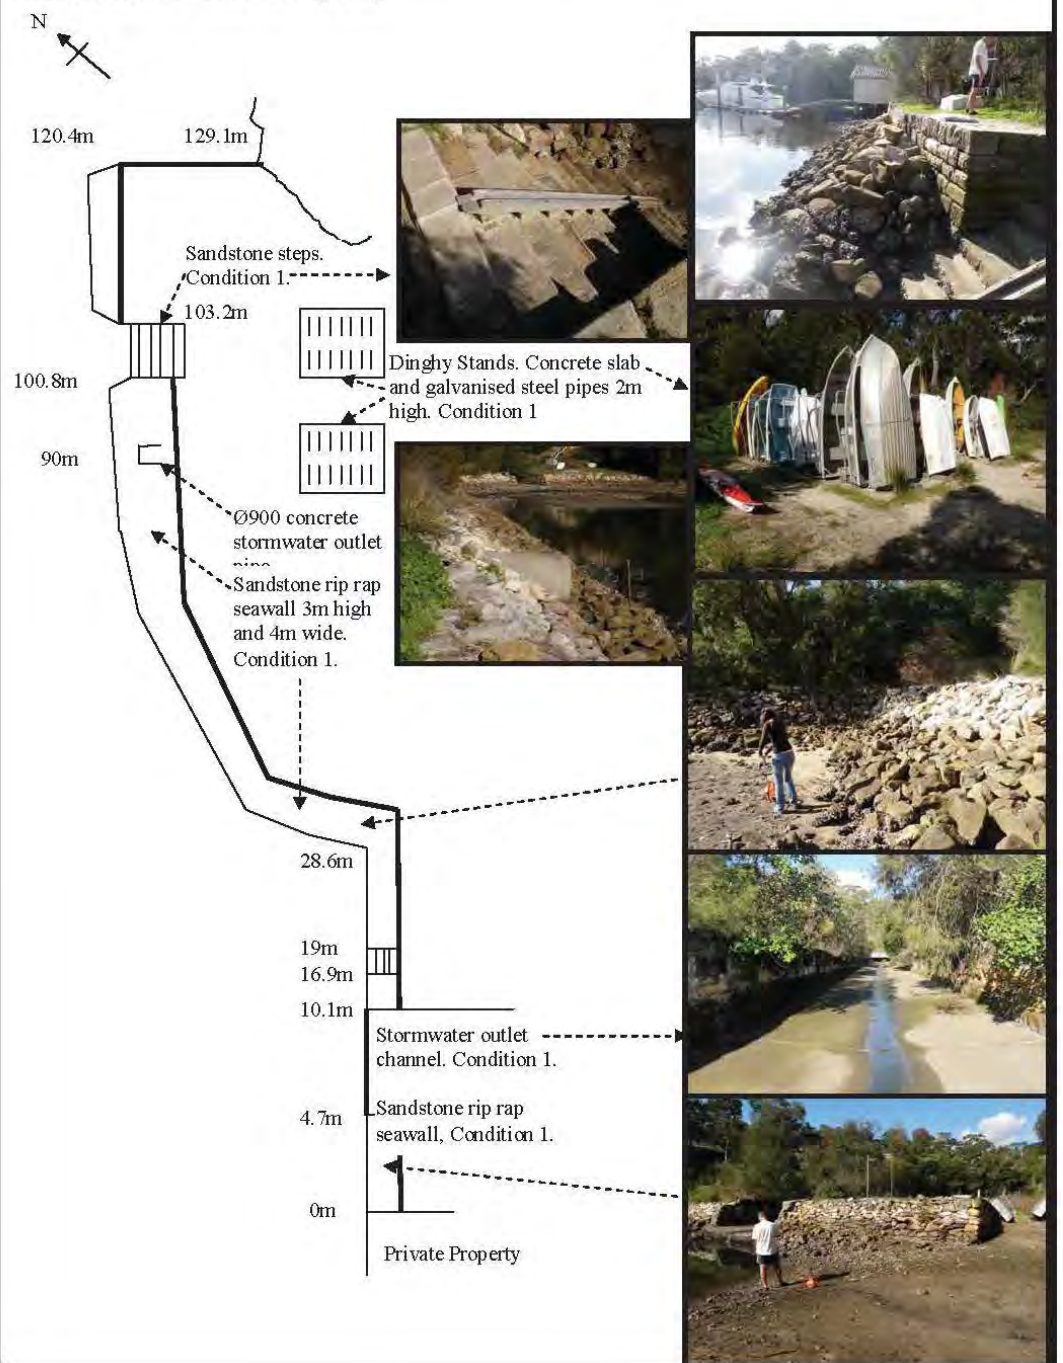 N
120.4m
129.1m
Sandstone steps.
Condition 1.
103.2m
100.8m
Dinghy Stands. Concrete slab
and galvanised steel pipes 2m
high. Condition 1
90m
Ø900 concrete
stormwater outlet
Sandstone rip rap
seawall 3m high
and 4m wide.
Condition 1.
28.6m
19m
16.9m
10.1m
Stormwater outlet
channel. Condition 1.
4.7m
Sandstone rip rap
seawall, Condition 1.
0m
Private Property